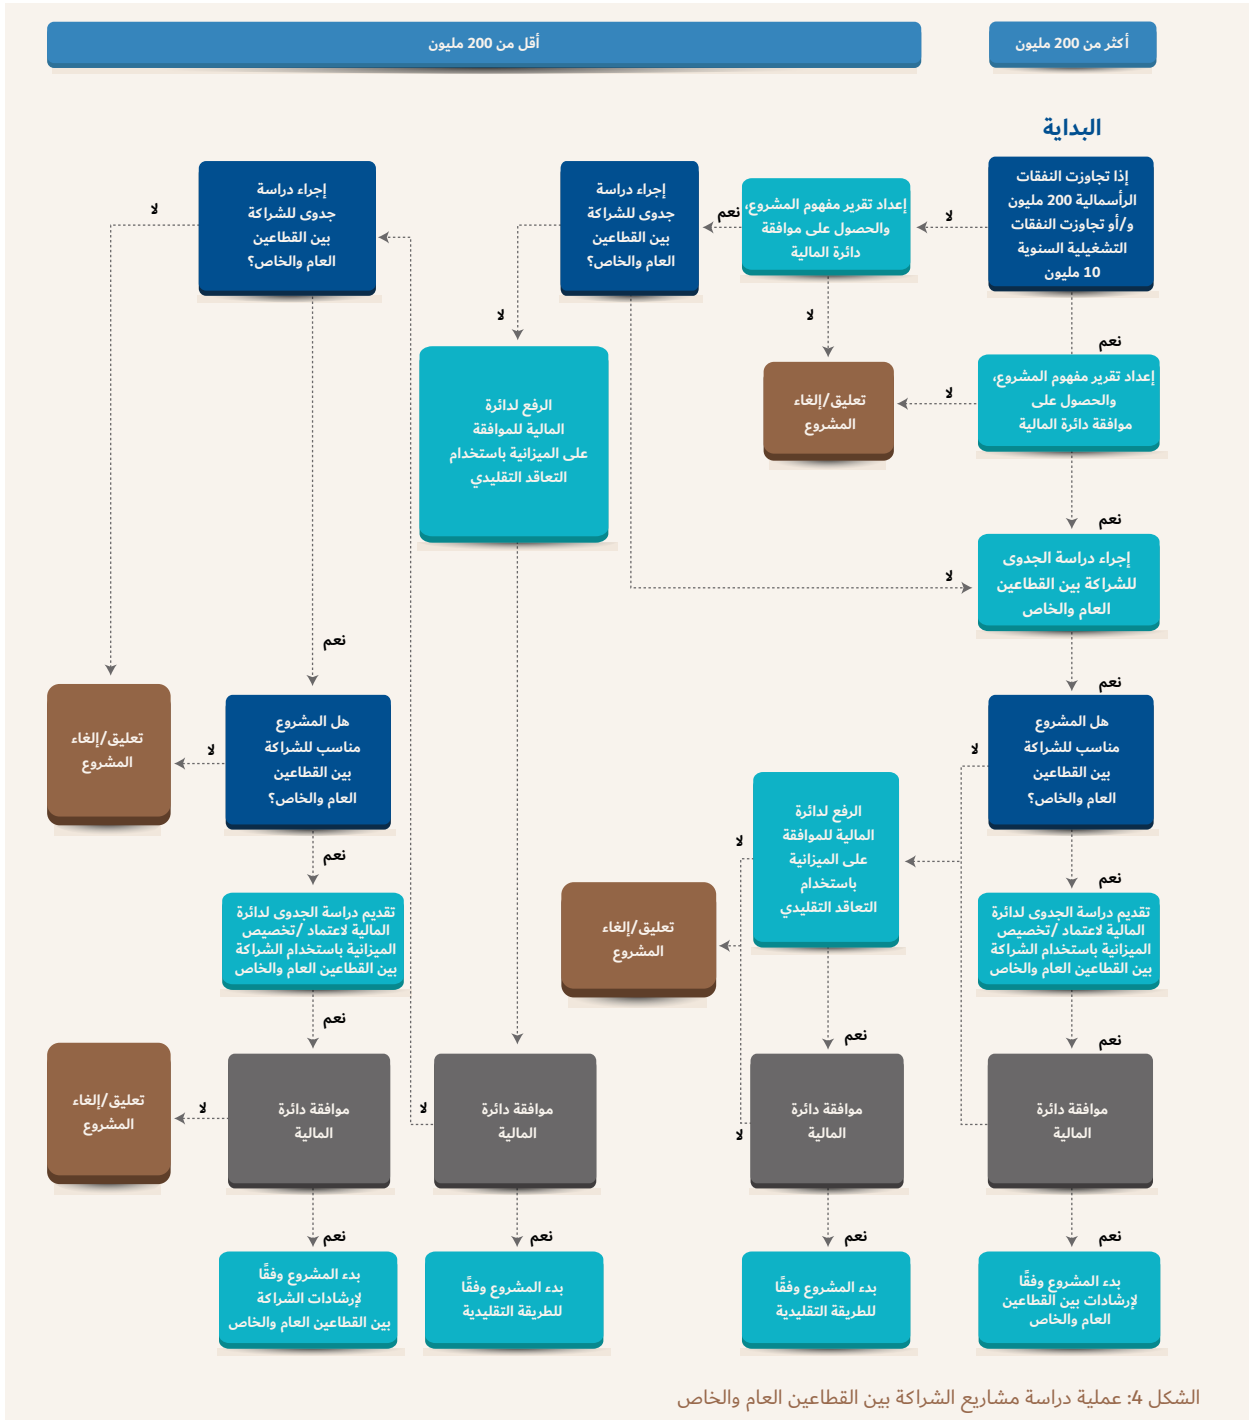 أكثر من 200 مليون
أقل من 200 مليون
البداية
إذا تجاوزت النفقات
الرأسمالية 200 مليون
و/أو تجاوزت النفقات
التشغيلية السنوية
10 مليون
لا
إعداد تقرير مفهوم المشروع،
والحصول على موافقة
دائرة المالية
نعم
إجراء دراسة
جدوى للشراكة
بين القطاعين
العام والخاص؟
إجراء دراسة
جدوى للشراكة
بين القطاعين
العام والخاص؟
لا
نعم
لا
لا
إعداد تقرير مفهوم المشروع،
والحصول على
موافقة دائرة المالية
لا
تعليق/إلغاء
المشروع
الرفع لدائرة
المالية للموافقة
على الميزانية باستخدام
التعاقد التقليدي
نعم
إجراء دراسة الجدوى
للشراكة بين القطاعين
العام والخاص
لا
نعم
نعم
هل المشروع
مناسب للشراكة
بين القطاعين
العام والخاص؟
لا
هل المشروع
مناسب للشراكة
بين القطاعين
العام والخاص؟
لا
تعليق/إلغاء
المشروع
الرفع لدائرة
المالية للموافقة
على الميزانية
باستخدام
التعاقد التقليدي
لا
تعليق/إلغاء
المشروع
نعم
نعم
تقديم دراسة الجدوى لدائرة
المالية لاعتماد /تخصيص
الميزانية باستخدام الشراكة
بين القطاعين العام والخاص
تقديم دراسة الجدوى لدائرة
المالية لاعتماد /تخصيص
الميزانية باستخدام الشراكة
بين القطاعين العام والخاص
نعم
نعم
نعم
موافقة دائرة
المالية
موافقة دائرة
المالية
لا
موافقة دائرة
المالية
لا
موافقة دائرة
المالية
لا
تعليق/إلغاء
المشروع
نعم
نعم
نعم
نعم
بدء المشروع وفقًا
لإرشادات بين القطاعين
العام والخاص
بدء المشروع وفقًا
للطريقة التقليدية
بدء المشروع وفقًا
للطريقة التقليدية
بدء المشروع وفقًا
لإرشادات الشراكة
بين القطاعين العام والخاص
الشكل 4: عملية دراسة مشاريع الشراكة بين القطاعين العام والخاص